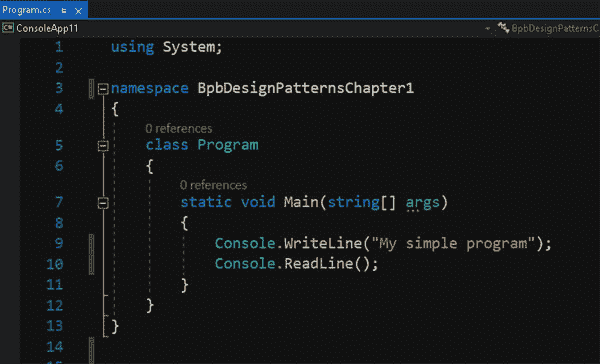 Program.cs
ConsoleApp11 BpbDesignPatternsC
1 using System;
2
3 namespace BpbDesignPatternsChapter1
4 {
0 references
5 class Program
6 {
0 references
7 static void Main(string[] args)
8 {
9 Console.WriteLine("My simple program");
10 Console.ReadLine();
11 }
12 }
13 }
14